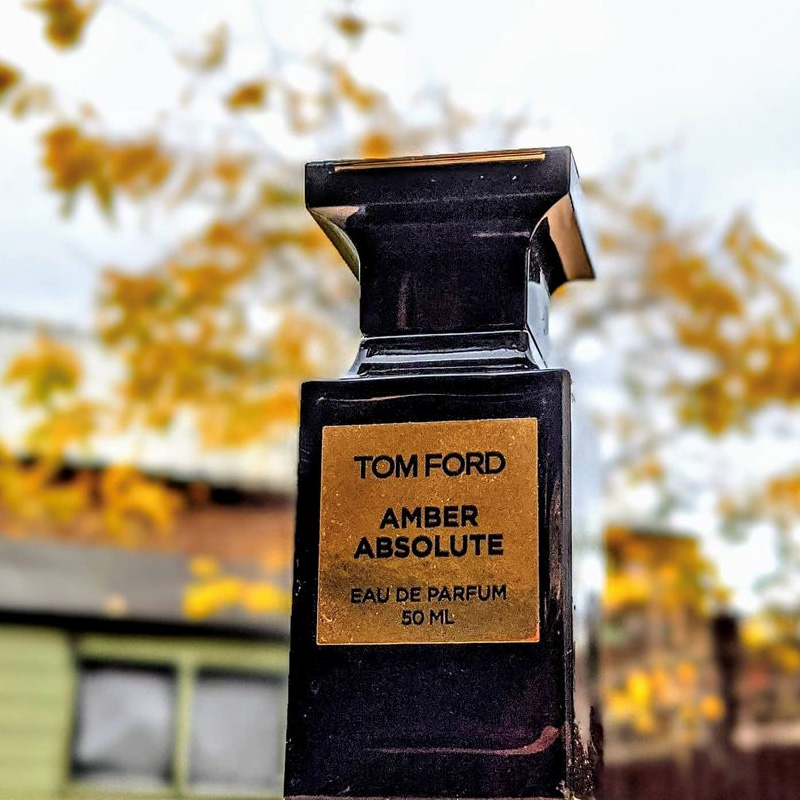 TOM FORD
AMBER
ABSOLUTE
EAU DE PARFUM
50 ML